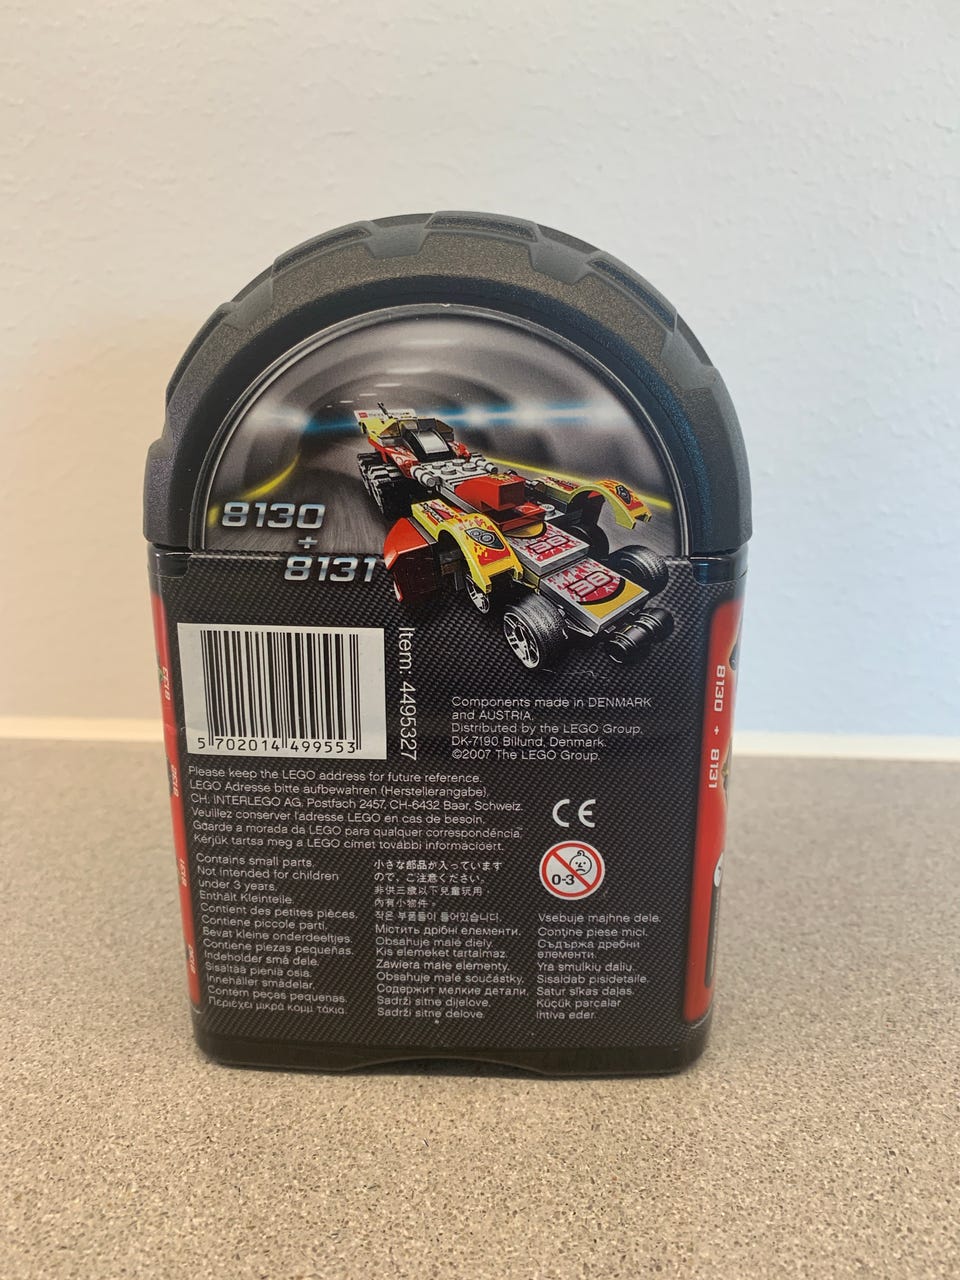 8130
+
8131
38
38
5 702014 499553
Item: 4495327
Components made in DENMARK
and AUSTRIA.
Distributed by the LEGO Group,
DK-7190 Billund, Denmark.
©2007 The LEGO Group.
Please keep the LEGO address for future reference.
LEGO Adresse bitte aufbewahren (Herstellerangabe),
CH. INTERLEGO AG, Postfach 2457, CH-6432 Baar, Schweiz.
Veuillez conserver l'adresse LEGO en cas de besoin.
Guarde a morada da LEGO para qualquer correspondência.
Kérjük tartsa meg a LEGO címet további információért.
CE
0-3
Contains small parts.
Not intended for children
under 3 years.
Enthält Kleinteile.
Contient des petites pièces.
Contiene piccole parti.
Bevat kleine onderdeeltjes.
Contiene piezas pequeñas.
Indeholder små dele.
Sisältää pieniä osia.
Innehåller smådelar.
Contém peças pequenas.
Περιέχει μικρά κομμάτάκια.
小さな部品が入っています
ので、ご注意ください。
非供三歲以下兒童玩用，
內有小物件。
작은 부품들이 들어있습니다.
Містить дрібні елементи.
Obsahuje malé diely.
Kis elemeket tartalmaz.
Zawiera małe elementy.
Obsahuje malé součástky.
Содержит мелкие детали.
Sadrži sitne dijelove.
Sadrži sitne delove.
Vsebuje majhne dele.
Conţine piese mici.
Съдържа дребни
елементи.
Yra smulkių dalių.
Sisaldab pisidetaile.
Satur sīkas daļas.
Küçük parçalar
ihtiva eder.
8130 + 8131